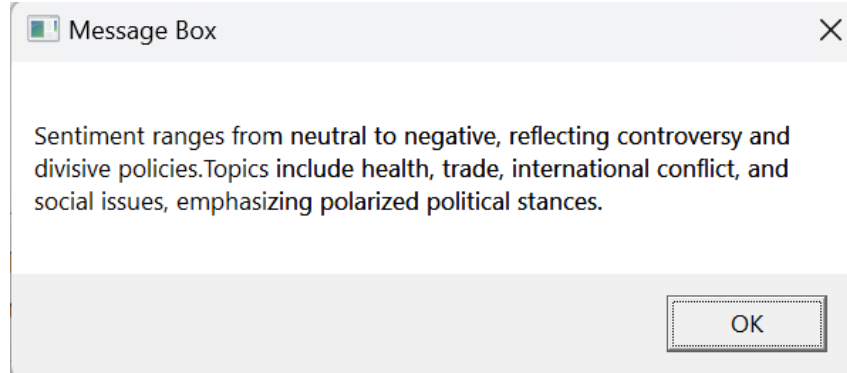 Message Box
Sentiment ranges from neutral to negative, reflecting controversy and
divisive policies.Topics include health, trade, international conflict, and
social issues, emphasizing polarized political stances.
OK